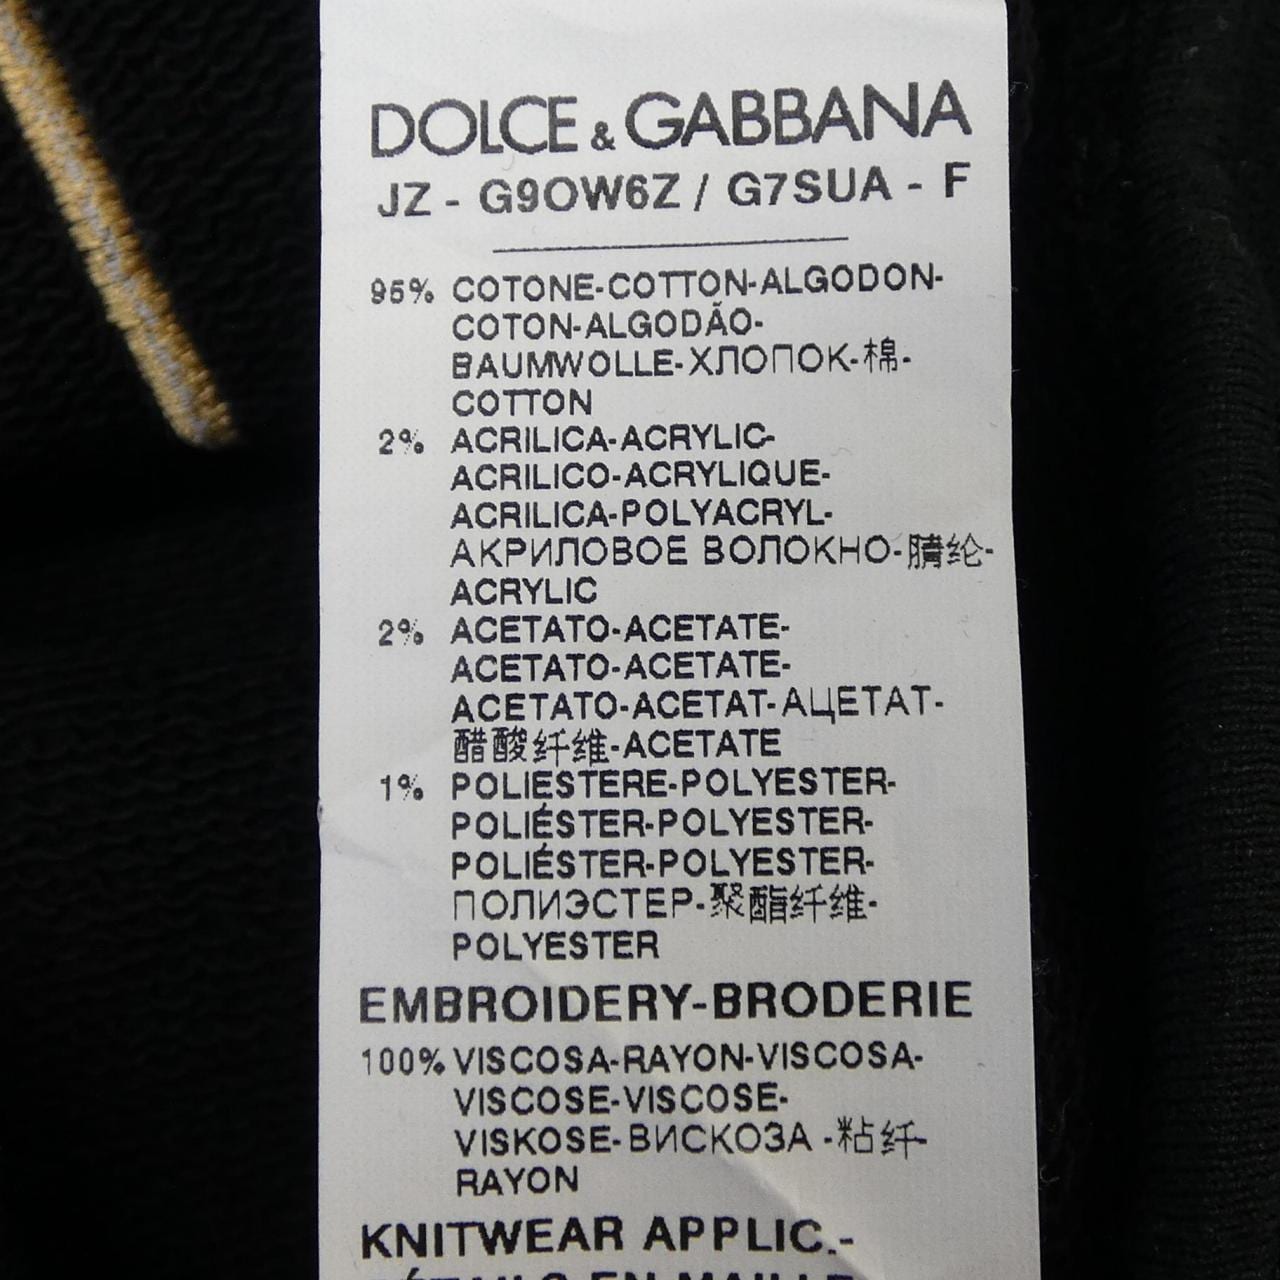 DOLCE & GABBANA
JZ - G9OW6Z / G7SUA - F
95% COTONE-COTTON-ALGODON-
COTON-ALGODÃO-
BAUMWOLLE-ХЛОПОК-棉-
COTTON
2% ACRILICA-ACRYLIC-
ACRILICO-ACRYLIQUE-
ACRILICA-POLYACRYL-
АКРИЛОВОЕ ВОЛОКНО-腈纶-
ACRYLIC
2% ACETATO-ACETATE-
ACETATO-ACETATE-
ACETATO-ACETAT-АЦЕТАТ-
醋酸纤维-ACETATE
1% POLIESTERE-POLYESTER-
POLIÉSTER-POLYESTER-
POLIÉSTER-POLYESTER-
ПОЛИЭСТЕР-聚酯纤维-
POLYESTER
EMBROIDERY-BRODERIE
100% VISCOSA-RAYON-VISCOSA-
VISCOSE-VISCOSE-
VISKOSE-ВИСКОЗА -粘纤-
RAYON
KNITWEAR APPLIC.-
DÉTAILS EN MAILLE